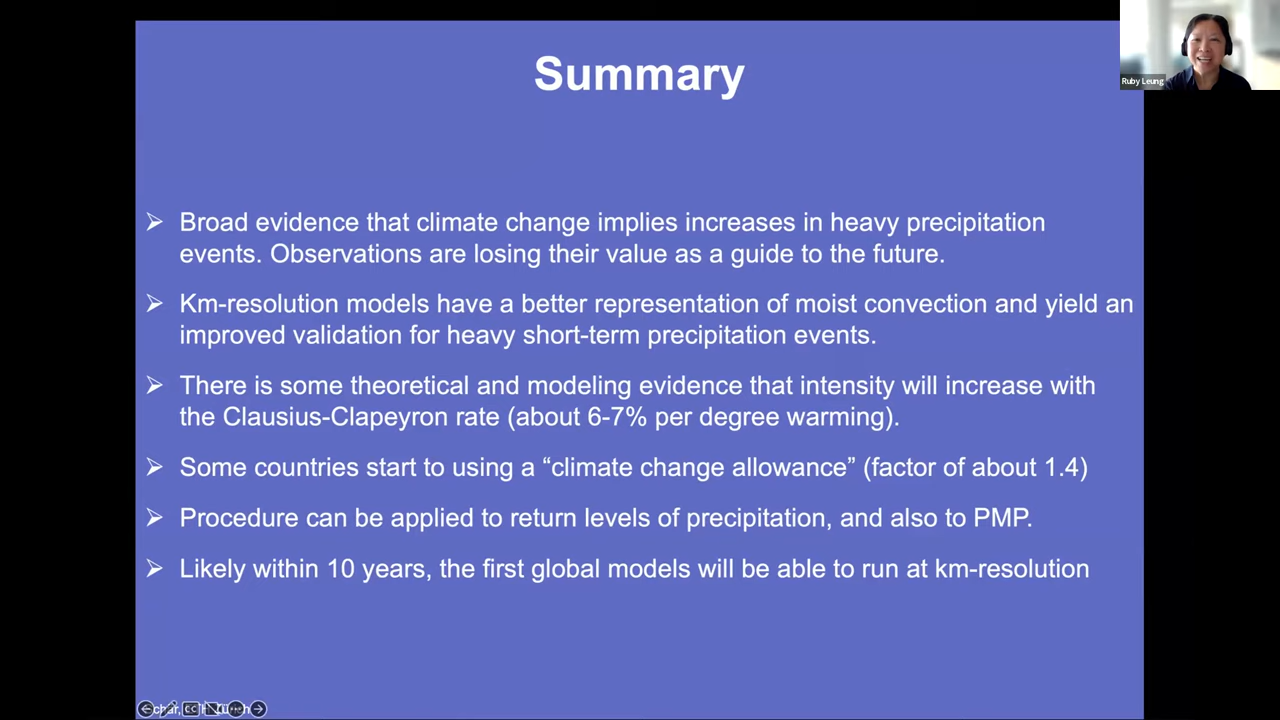 Summary
Ruby Leung
➢ Broad evidence that climate change implies increases in heavy precipitation
events. Observations are losing their value as a guide to the future.
➢ Km-resolution models have a better representation of moist convection and yield an
improved validation for heavy short-term precipitation events.
➢ There is some theoretical and modeling evidence that intensity will increase with
the Clausius-Clapeyron rate (about 6-7% per degree warming).
➢ Some countries start to using a “climate change allowance” (factor of about 1.4)
➢ Procedure can be applied to return levels of precipitation, and also to PMP.
➢ Likely within 10 years, the first global models will be able to run at km-resolution